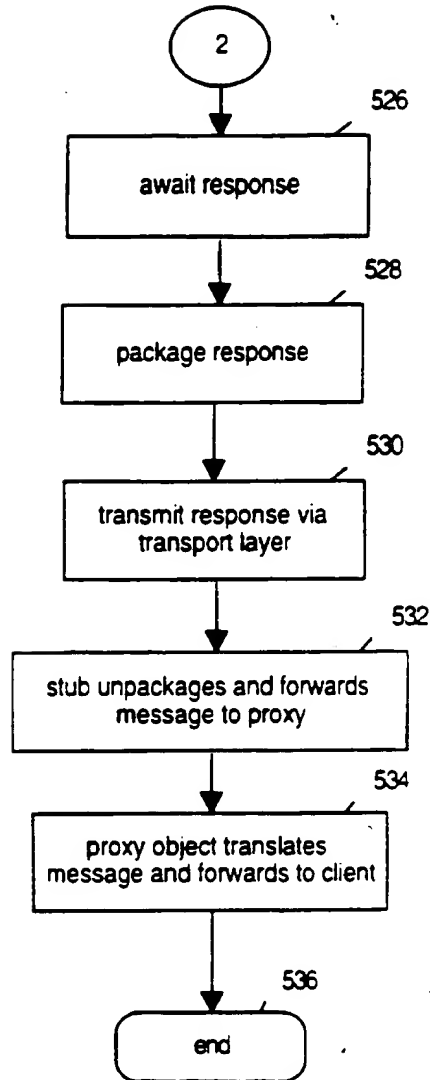 2
526
await response
528
package response
530
transmit response via
transport layer
532
stub unpackages and forwards
message to proxy
534
proxy object translates
message and forwards to client
536
end